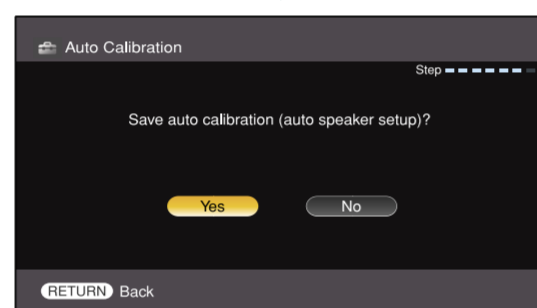 Auto Calibration
Step
Save auto calibration (auto speaker setup)?
Yes No
RETURN Back